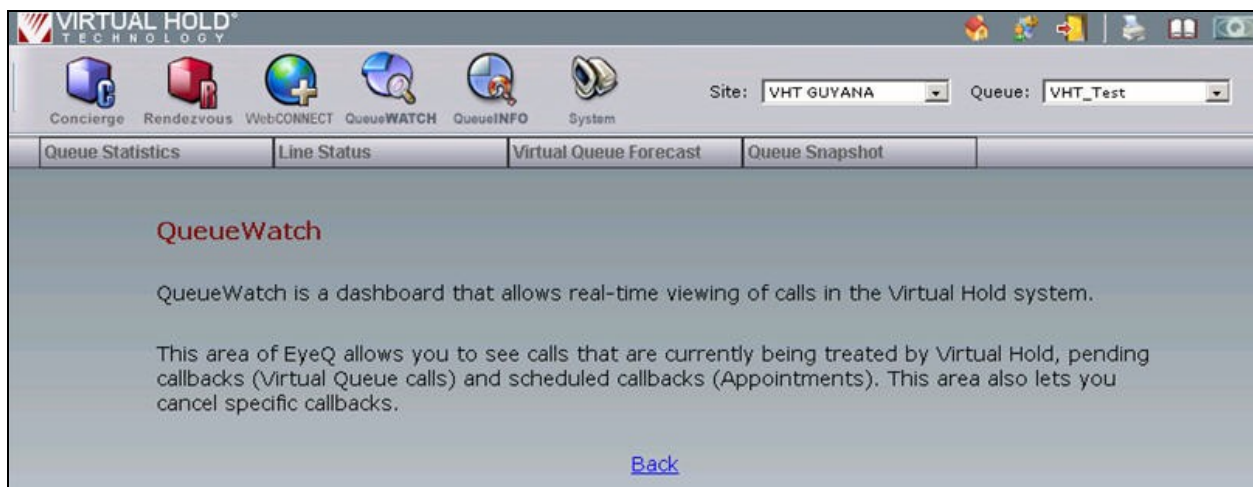 VIRTUAL HOLD®
TECHNOLOGY
Concierge Rendezvous WebCONNECT QueueWATCH QueueINFO System Site: VHT GUYANA Queue: VHT_Test
Queue Statistics Line Status Virtual Queue Forecast Queue Snapshot
QueueWatch
QueueWatch is a dashboard that allows real-time viewing of calls in the Virtual Hold system.
This area of EyeQ allows you to see calls that are currently being treated by Virtual Hold, pending
callbacks (Virtual Queue calls) and scheduled callbacks (Appointments). This area also lets you
cancel specific callbacks.
Back